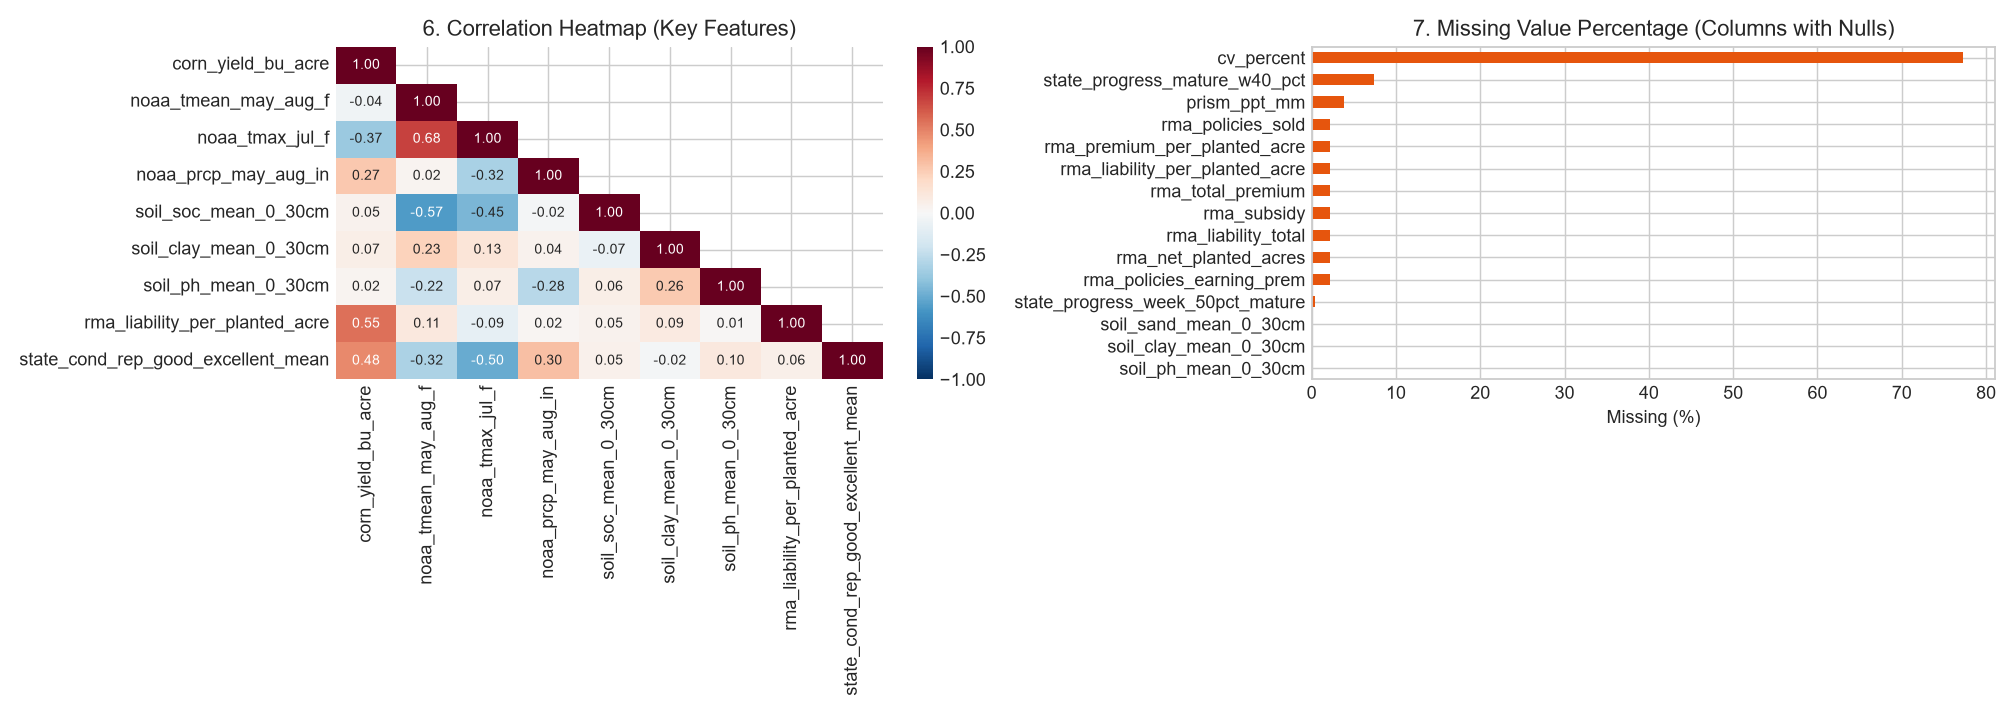 6. Correlation Heatmap (Key Features)
corn_yield_bu_acre 1.00
noaa_tmean_may_aug_f -0.04 1.00
noaa_tmax_jul_f -0.37 0.68 1.00
noaa_prcp_may_aug_in 0.27 0.02 -0.32 1.00
soil_soc_mean_0_30cm 0.05 -0.57 -0.45 -0.02 1.00
soil_clay_mean_0_30cm 0.07 0.23 0.13 0.04 -0.07 1.00
soil_ph_mean_0_30cm 0.02 -0.22 0.07 -0.28 0.06 0.26 1.00
rma_liability_per_planted_acre 0.55 0.11 -0.09 0.02 0.05 0.09 0.01 1.00
state_cond_rep_good_excellent_mean 0.48 -0.32 -0.50 0.30 0.05 -0.02 0.10 0.06 1.00
corn_yield_bu_acre
noaa_tmean_may_aug_f
noaa_tmax_jul_f
noaa_prcp_may_aug_in
soil_soc_mean_0_30cm
soil_clay_mean_0_30cm
soil_ph_mean_0_30cm
rma_liability_per_planted_acre
state_cond_rep_good_excellent_mean
1.00
0.75
0.50
0.25
0.00
−0.25
−0.50
−0.75
−1.00
7. Missing Value Percentage (Columns with Nulls)
cv_percent
state_progress_mature_w40_pct
prism_ppt_mm
rma_policies_sold
rma_premium_per_planted_acre
rma_liability_per_planted_acre
rma_total_premium
rma_subsidy
rma_liability_total
rma_net_planted_acres
rma_policies_earning_prem
state_progress_week_50pct_mature
soil_sand_mean_0_30cm
soil_clay_mean_0_30cm
soil_ph_mean_0_30cm
0 10 20 30 40 50 60 70 80
Missing (%)